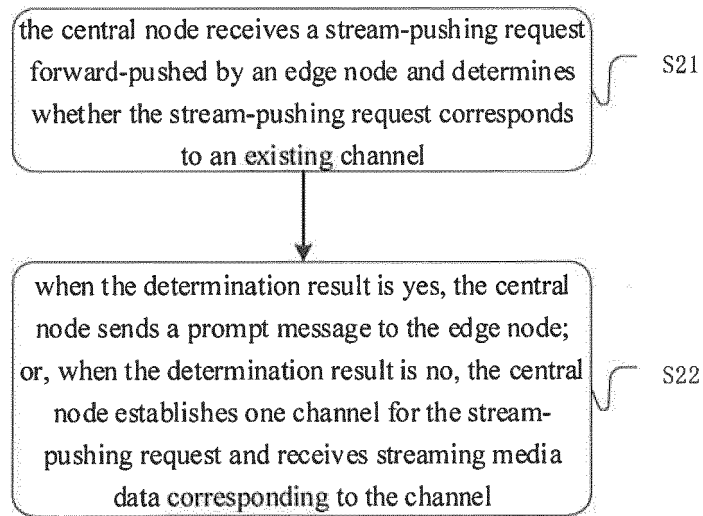 the central node receives a stream-pushing request
forward-pushed by an edge node and determines
whether the stream-pushing request corresponds
to an existing channel
S21
when the determination result is yes, the central
node sends a prompt message to the edge node;
or, when the determination result is no, the central
node establishes one channel for the stream-
pushing request and receives streaming media
data corresponding to the channel
S22